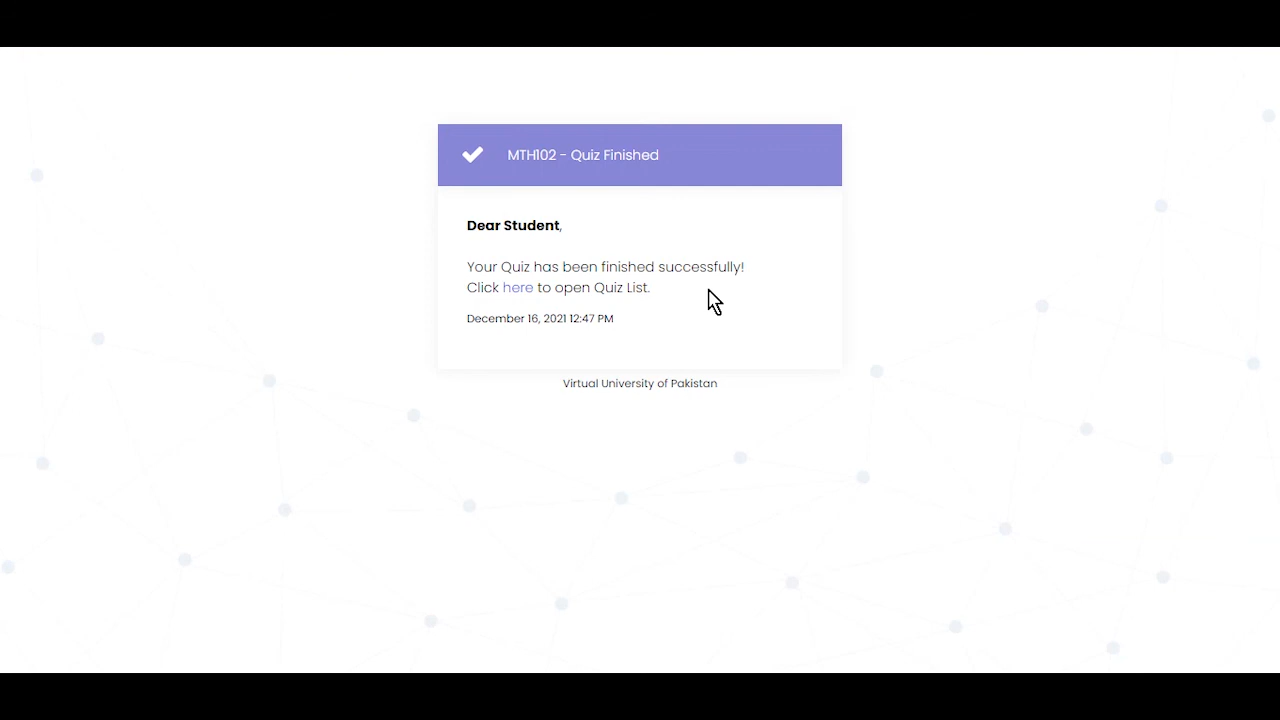 MTH102 - Quiz Finished
Dear Student,
Your Quiz has been finished successfully!
Click here to open Quiz List.
December 16, 2021 12:47 PM
Virtual University of Pakistan